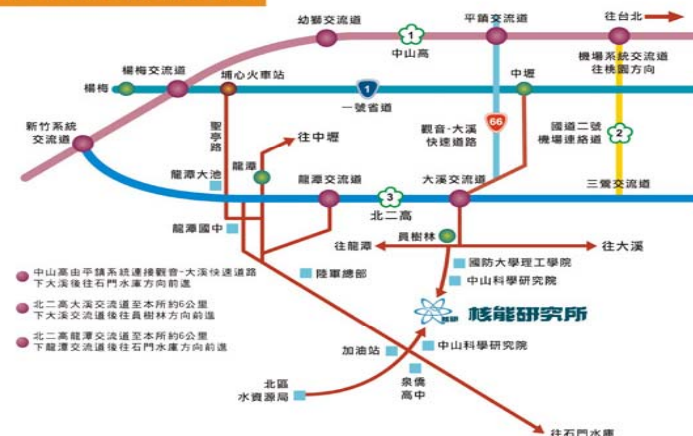 往台北
幼獅交流道
平鎮交流道
1
中山高
機場系統交流道
往桃園方向
楊梅交流道
埔心火車站
楊梅
1
一號省道
中壢
新竹系統
交流道
聖亭路
往中壢
觀音-大溪
快速道路
66
國道二號
機場連絡道
2
龍潭大池
龍潭
龍潭交流道
3
北二高
大溪交流道
三鶯交流道
龍潭國中
往龍潭
員樹林
往大溪
陸軍總部
國防大學理工學院
中山科學研究院
中山高由平鎮系統連接觀音-大溪快速道路
下大溪後往石門水庫方向前進
北二高大溪交流道至本所約6公里
下大溪交流道後往員樹林方向前進
北二高龍潭交流道至本所約6公里
下龍潭交流道後往石門水庫方向前進
核能研究所
加油站
中山科學研究院
泉僑
高中
北區
水資源局
往石門水庫